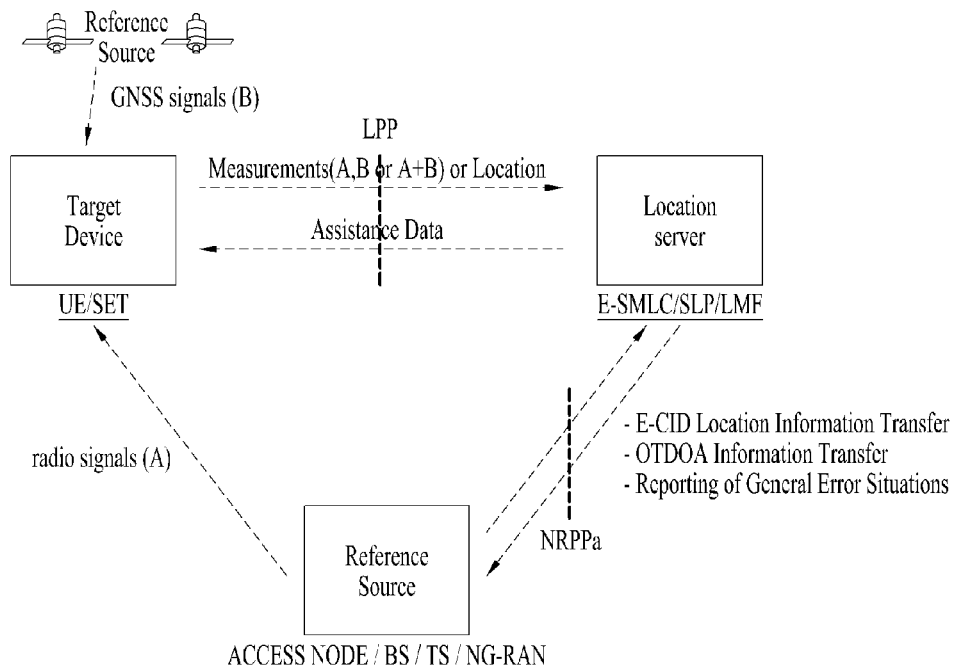 Reference
Source
GNSS signals (B)
LPP
Measurements(A,B or A+B) or Location
Target
Device
Assistance Data
Location
server
UE/SET
E-SMLC/SLP/LMF
radio signals (A)
- E-CID Location Information Transfer
- OTDOA Information Transfer
- Reporting of General Error Situations
NRPPa
Reference
Source
ACCESS NODE / BS / TS / NG-RAN